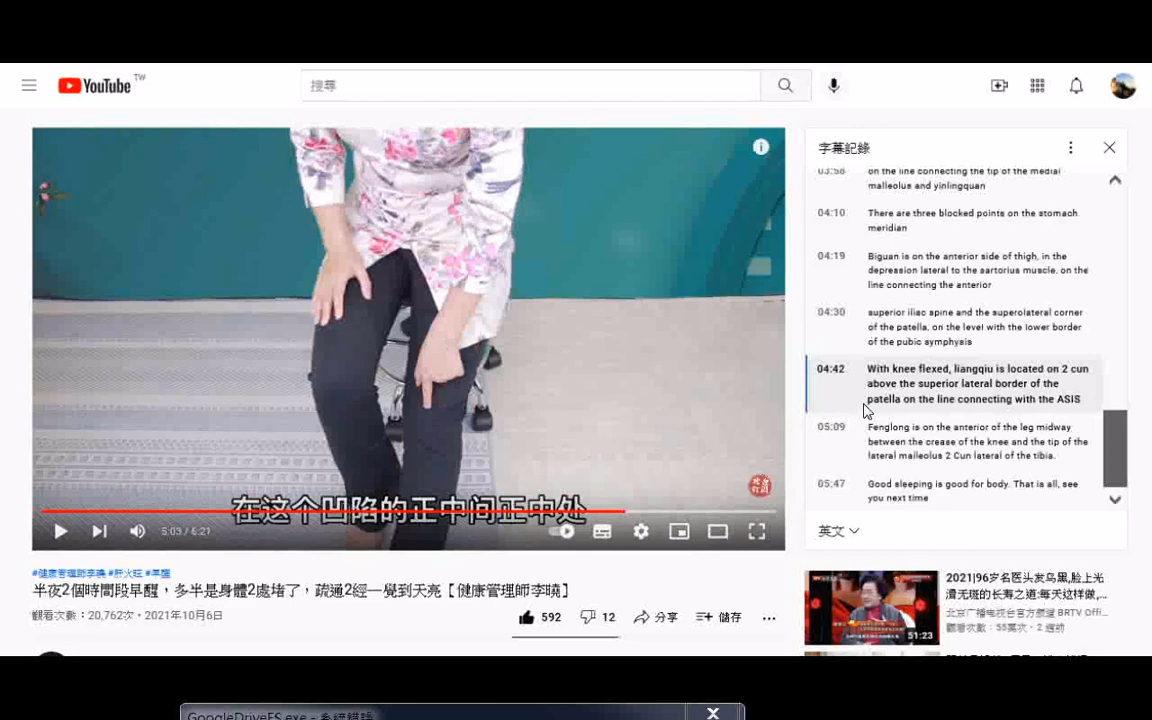 YouTube TW
搜尋
在这个凹陷的正中间正中处
5:03 / 6:21
#健康管理師李曉 #肝火旺 #早醒
半夜2個時間段早醒，多半是身體2處堵了，疏通2經一覺到天亮【健康管理師李曉】
觀看次數：20,762次・2021年10月6日
592
12
分享
儲存
字幕記錄
03:58
on the line connecting the tip of the medial
malleolus and yinlingquan
04:10
There are three blocked points on the stomach
meridian
04:19
Biguan is on the anterior side of thigh, in the
depression lateral to the sartorius muscle, on the
line connecting the anterior
04:30
superior iliac spine and the superolateral corner
of the patella, on the level with the lower border
of the pubic symphysis
04:42
With knee flexed, liangqiu is located on 2 cun
above the superior lateral border of the
patella on the line connecting with the ASIS
05:09
Fenglong is on the anterior of the leg midway
between the crease of the knee and the tip of the
lateral malleolus 2 Cun lateral of the tibia.
05:47
Good sleeping is good for body. That is all, see
you next time
英文
51:23
2021|96岁名医头发乌黑,脸上光
滑无斑的长寿之道:每天这样做,...
北京广播电视台官方频道 BRTV Offi...
觀看次數：55萬次・2 週前
GoogleDriveFS.exe - 系統錯誤